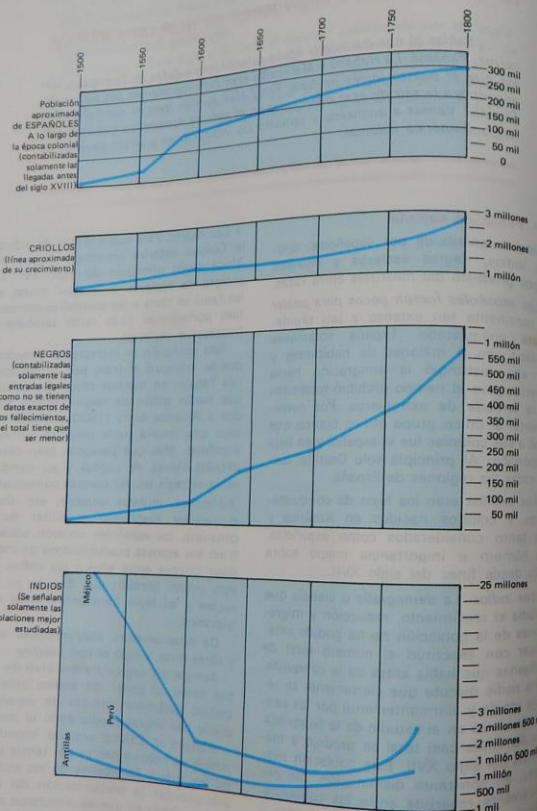 1500
1550
1600
1650
1700
1750
1800
Población
aproximada
de ESPAÑOLES
A lo largo de
la época colonial
(contabilizadas
solamente las
llegadas antes
del siglo XVIII)
300 mil
250 mil
200 mil
150 mil
100 mil
50 mil
0
CRIOLLOS
(línea aproximada
de su crecimiento)
3 millones
2 millones
1 millón
NEGROS
(contabilizadas
solamente las
entradas legales
como no se tienen
datos exactos de
los fallecimientos,
el total tiene que
ser menor)
1 millón
550 mil
500 mil
450 mil
400 mil
350 mil
300 mil
250 mil
200 mil
150 mil
100 mil
50 mil
INDIOS
(Se señalan
solamente las
laciones mejor
estudiadas)
Méjico
Perú
Antillas
25 millones
3 millones
2 millones 500 mi
2 millones
1 millón 500 mil
1 millón
500 mil
1 mil